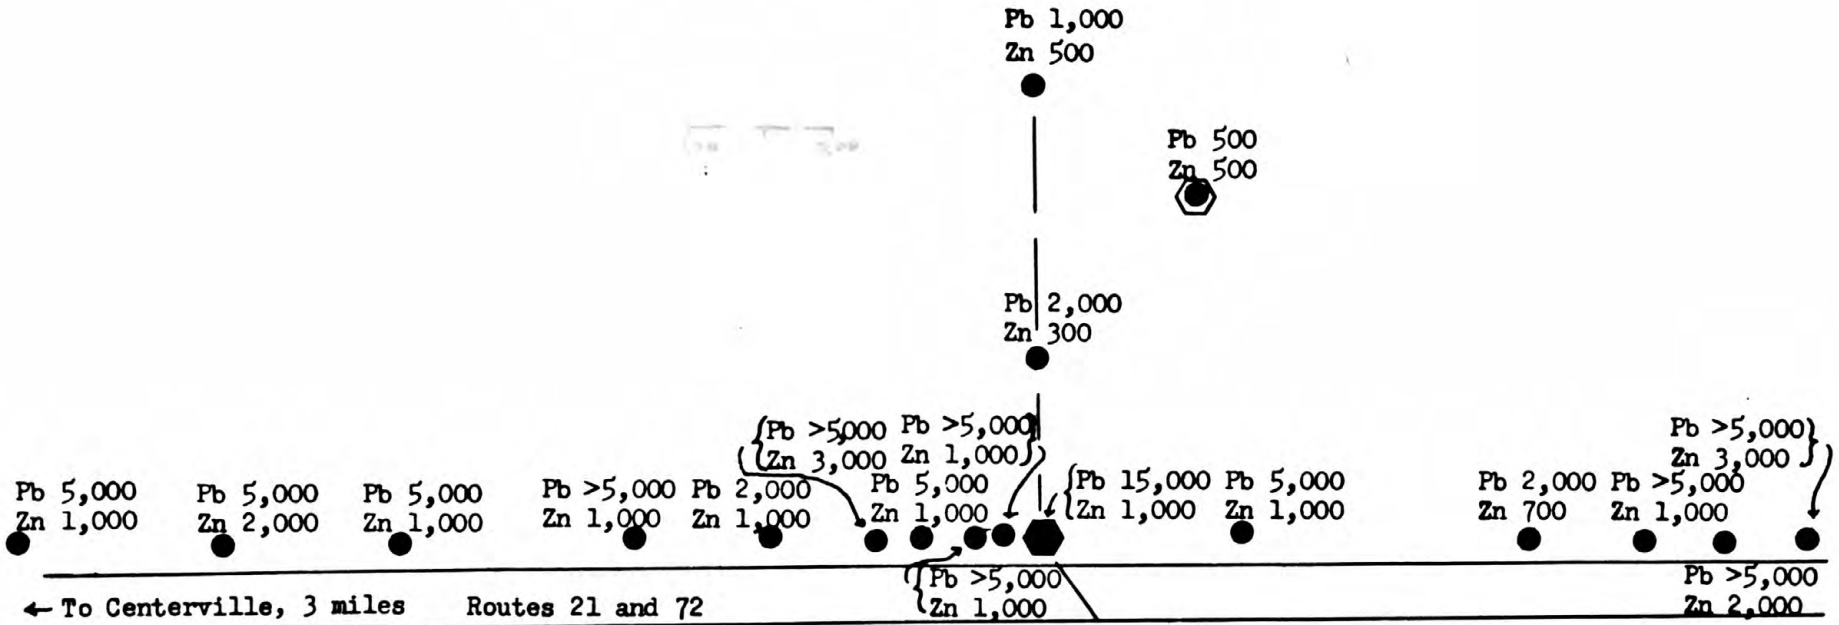 Pb 1,000
Zn 500
Pb 500
Zn 500
Pb 2,000
Zn 300
Pb >5,000
Zn 3,000
Pb >5,000
Zn 1,000
Pb >5,000
Zn 3,000
Pb 5,000
Zn 1,000
Pb 5,000
Zn 2,000
Pb 5,000
Zn 1,000
Pb >5,000
Zn 1,000
Pb 2,000
Zn 1,000
Pb 5,000
Zn 1,000
Pb 15,000
Zn 1,000
Pb 5,000
Zn 1,000
Pb 2,000
Zn 700
Pb >5,000
Zn 1,000
Pb >5,000
Zn 1,000
Pb >5,000
Zn 2,000
← To Centerville, 3 miles Routes 21 and 72